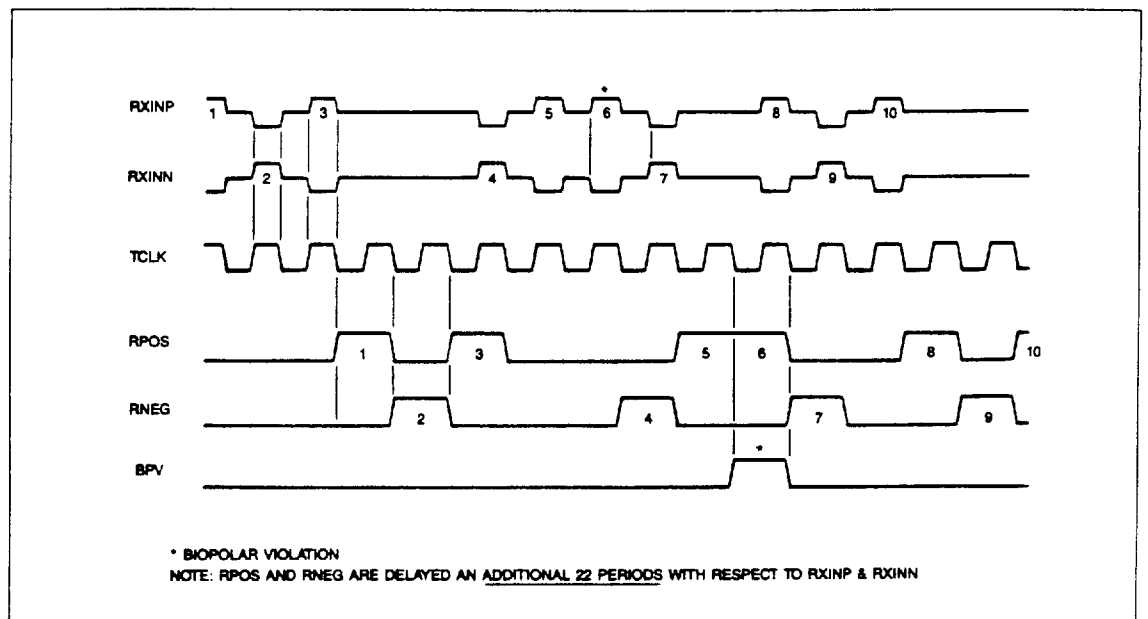 *
RXINP 1 3 5 6 8 10
RXINN 2 4 7 9
TCLK
RPOS 1 3 5 6 8 10
RNEG 2 4 7 9
*
BPV
* BIOPOLAR VIOLATION
NOTE: RPOS AND RNEG ARE DELAYED AN ADDITIONAL 22 PERIODS WITH RESPECT TO RXINP & RXINN